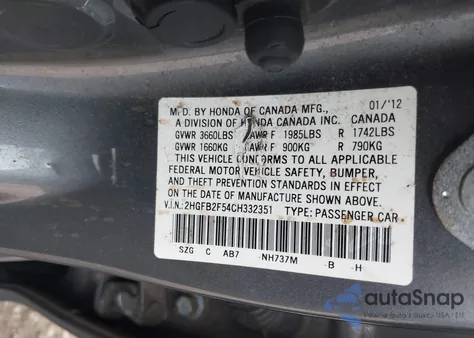 MFD. BY HONDA OF CANADA MFG., 01/'12
A DIVISION OF HONDA CANADA INC. CANADA
GVWR 3660LBS GAWR F 1985LBS R 1742LBS
GVWR 1660KG GAWR F 900KG R 790KG
THIS VEHICLE CONFORMS TO ALL APPLICABLE
FEDERAL MOTOR VEHICLE SAFETY, BUMPER,
AND THEFT PREVENTION STANDARDS IN EFFECT
ON THE DATE OF MANUFACTURE SHOWN ABOVE.
V.I.N.: 2HGFB2F54CH332351 TYPE: PASSENGER CAR
SZG C AB7 -NH737M B H
autoSnap